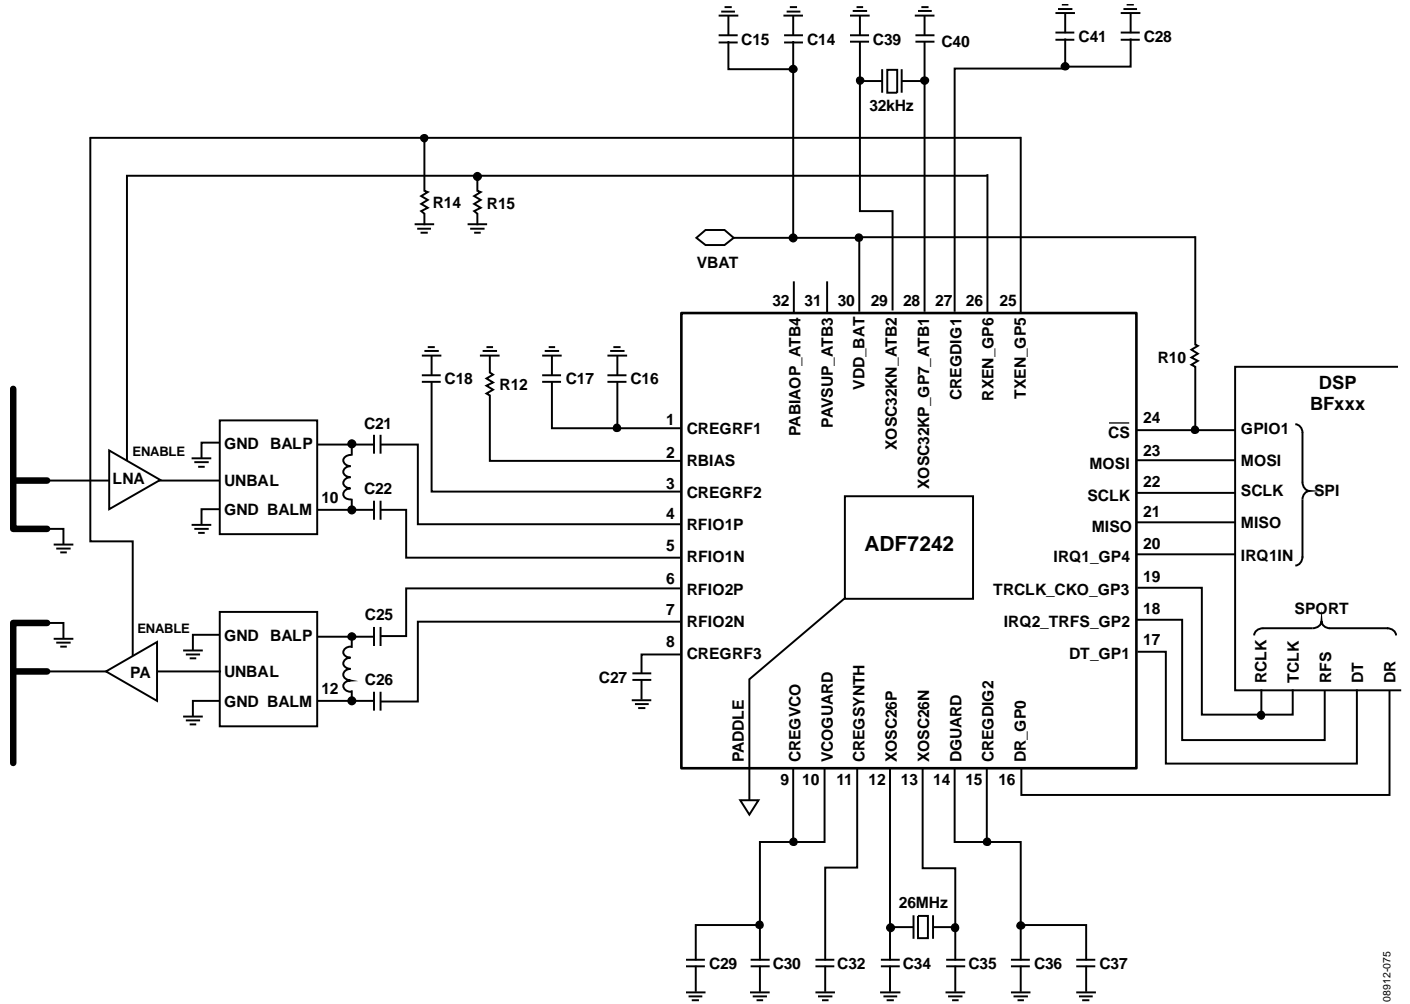 C15
C14
C39
C40
C41
C28
32kHz
R14
R15
VBAT
32
31
30
29
28
27
26
25
PABIAOP_ATB4
PAVSUP_ATB3
VDD_BAT
XOSC32KN_ATB2
XOSC32KP_GP7_ATB1
CREGDIG1
RXEN_GP6
TXEN_GP5
R10
C18
R12
C17
C16
DSP
BFxxx
1
CREGRF1
2
RBIAS
3
CREGRF2
4
RFIO1P
5
RFIO1N
6
RFIO2P
7
RFIO2N
8
CREGRF3
24
CS
GPIO1
23
MOSI
MOSI
22
SCLK
SCLK
21
MISO
MISO
20
IRQ1_GP4
IRQ1IN
SPI
19
TRCLK_CKO_GP3
18
IRQ2_TRFS_GP2
17
DT_GP1
SPORT
RCLK
TCLK
RFS
DT
DR
ADF7242
LNA
ENABLE
GND BALP
UNBAL
GND BALM
10
C21
C22
PA
ENABLE
GND BALP
UNBAL
GND BALM
12
C25
C26
C27
PADDLE
CREGVCO
VCOGUARD
CREGSYNTH
XOSC26P
XOSC26N
DGUARD
CREGDIG2
DR_GP0
9
10
11
12
13
14
15
16
26MHz
C29
C30
C32
C34
C35
C36
C37
08912-075